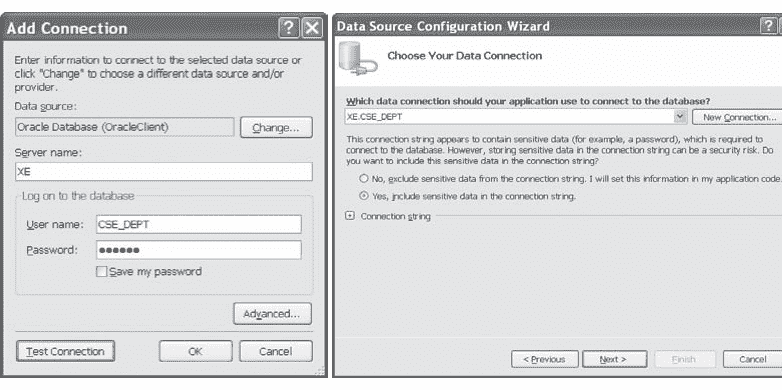 Add Connection
Enter information to connect to the selected data source or
click "Change" to choose a different data source and/or
provider.
Data source:
Oracle Database (OracleClient)
Change...
Server name:
XE
Log on to the database
User name:
CSE_DEPT
Password:
●●●●●●
Save my password
Advanced...
Test Connection
OK
Cancel
Data Source Configuration Wizard
Choose Your Data Connection
Which data connection should your application use to connect to the database?
XE.CSE_DEPT
New Connection...
This connection string appears to contain sensitive data (for example, a password), which is required to
connect to the database. However, storing sensitive data in the connection string can be a security risk. Do
you want to include this sensitive data in the connection string?
No, exclude sensitive data from the connection string. I will set this information in my application code.
Yes, include sensitive data in the connection string.
Connection string
< Previous
Next >
Finish
Cancel